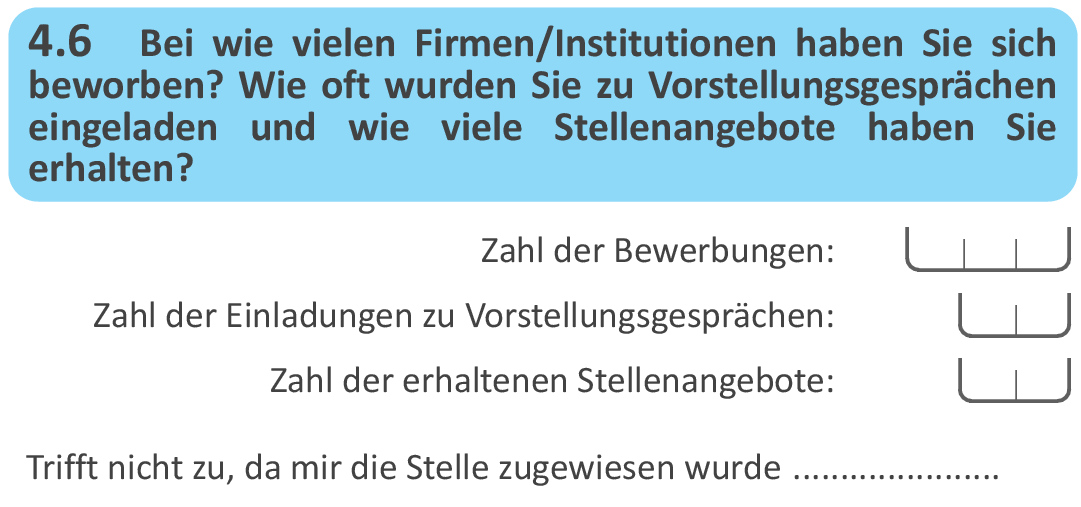 4.6 Bei wie vielen Firmen/Institutionen haben Sie sich
beworben? Wie oft wurden Sie zu Vorstellungsgesprächen
eingeladen und wie viele Stellenangebote haben Sie
erhalten?
Zahl der Bewerbungen:
Zahl der Einladungen zu Vorstellungsgesprächen:
Zahl der erhaltenen Stellenangebote:
Trifft nicht zu, da mir die Stelle zugewiesen wurde ......................